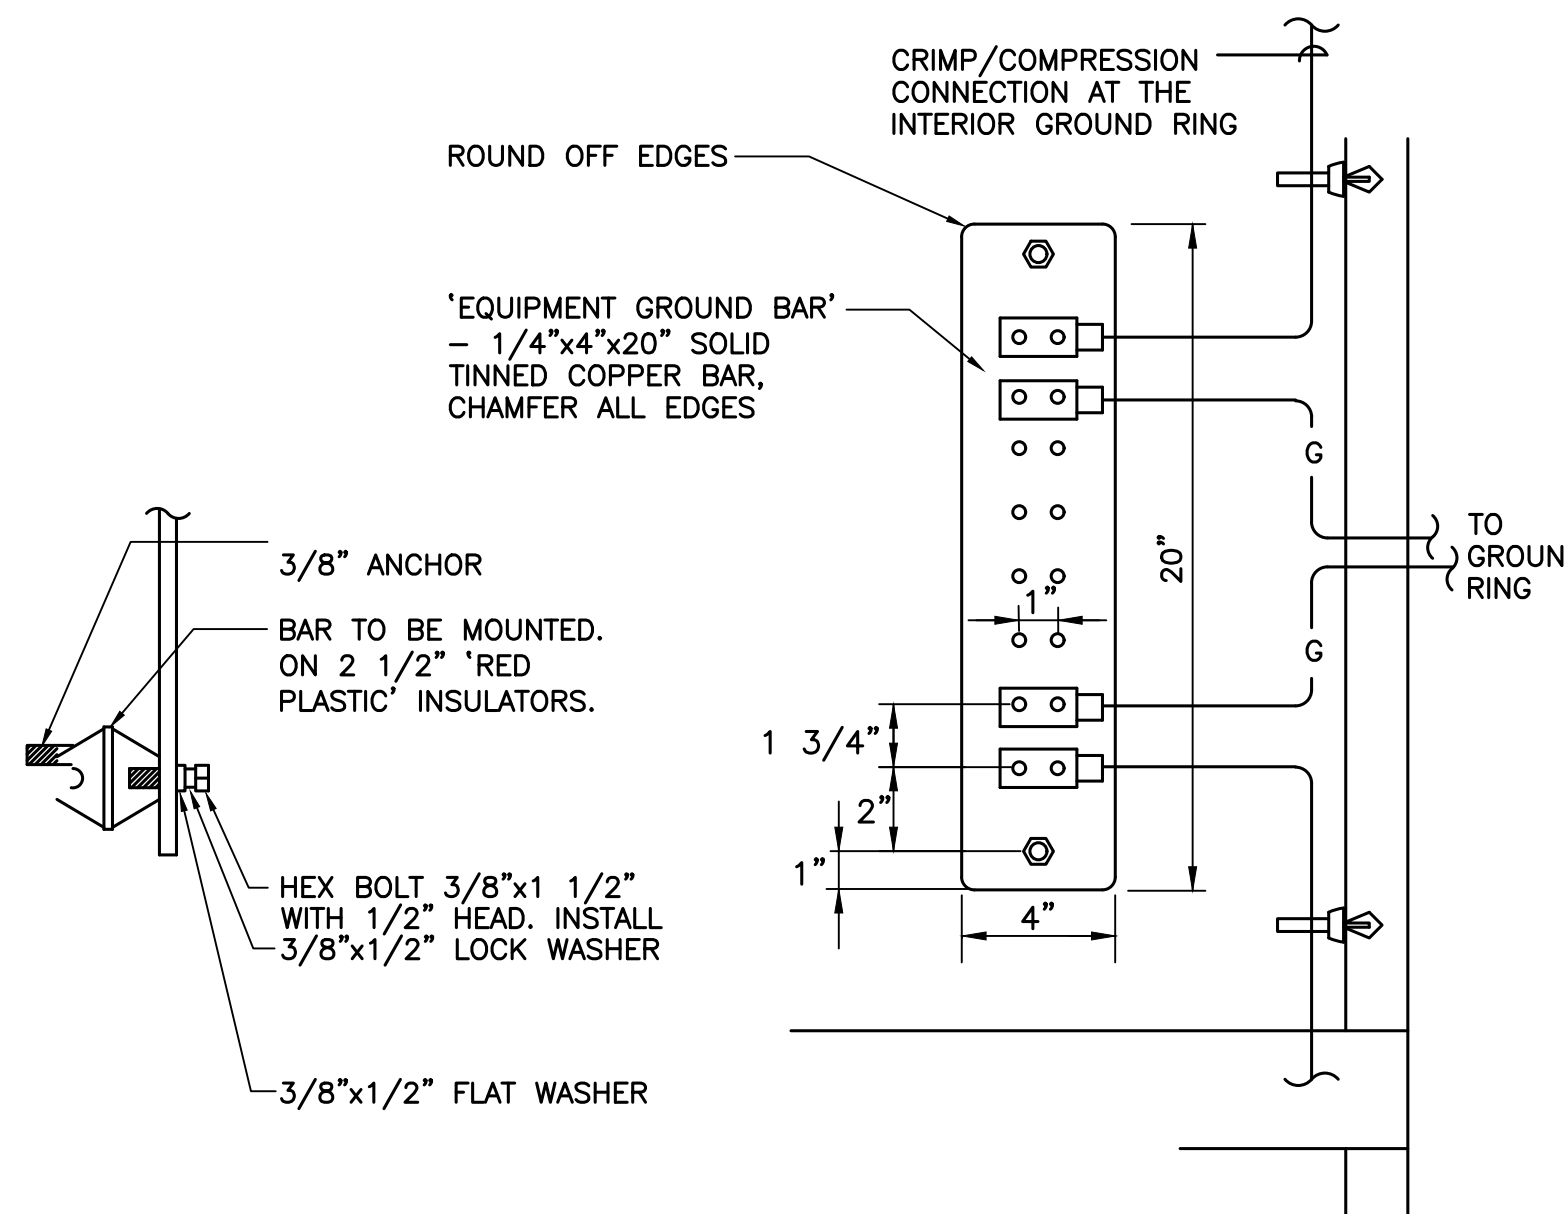 CRIMP/COMPRESSION
CONNECTION AT THE
INTERIOR GROUND RING
ROUND OFF EDGES
‘EQUIPMENT GROUND BAR’
– 1/4”x4”x20” SOLID
TINNED COPPER BAR,
CHAMFER ALL EDGES
G
TO
GROUN
RING
20”
1”
G
1 3/4”
2”
1”
4”
3/8” ANCHOR
BAR TO BE MOUNTED.
ON 2 1/2” ‘RED
PLASTIC’ INSULATORS.
HEX BOLT 3/8”x1 1/2”
WITH 1/2” HEAD. INSTALL
3/8”x1/2” LOCK WASHER
3/8”x1/2” FLAT WASHER